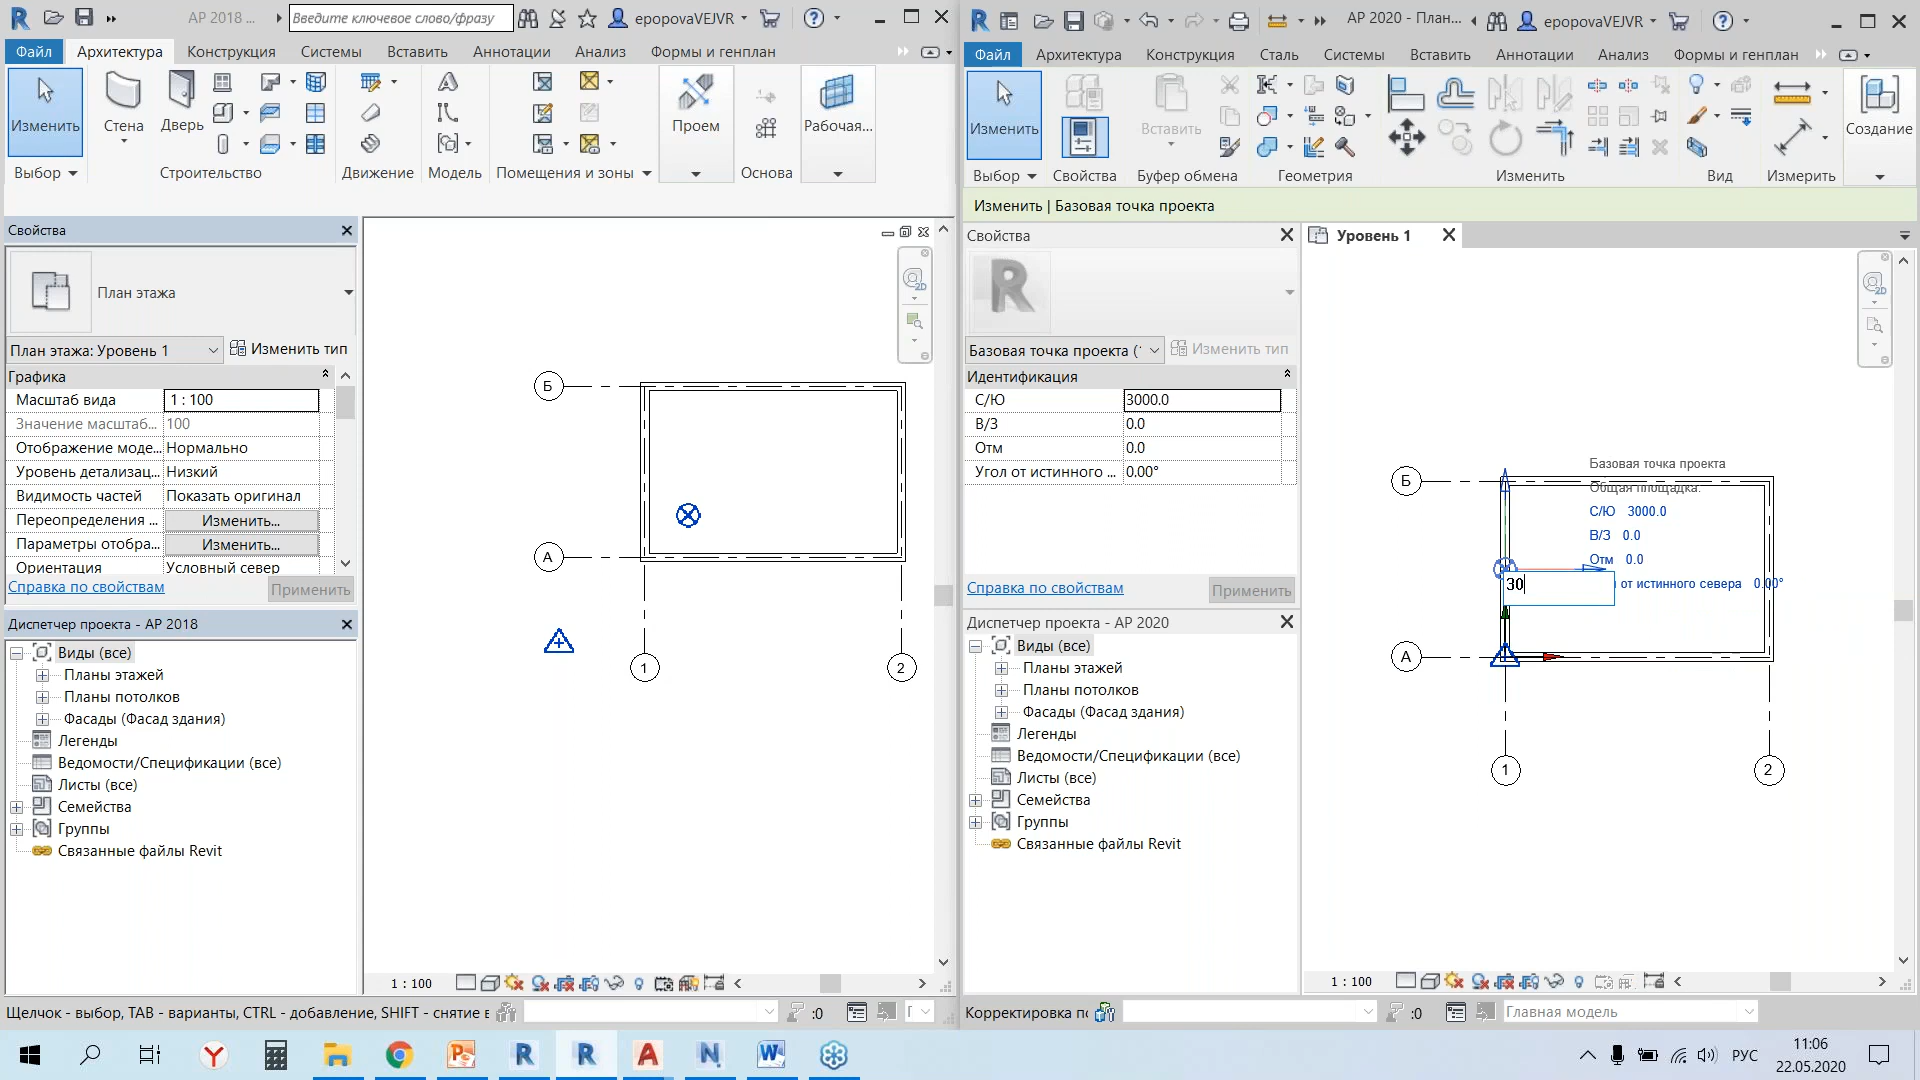 АР 2018 ...
Введите ключевое слово/фразу
epopovaVEJVR
Файл
Архитектура
Конструкция
Системы
Вставить
Аннотации
Анализ
Формы и генплан
Изменить
Стена
Дверь
Проем
Рабочая...
Выбор
Строительство
Движение
Модель
Помещения и зоны
Основа
Свойства
План этажа
План этажа: Уровень 1
Изменить тип
Графика
Масштаб вида
1 : 100
Значение масштаб...
100
Отображение моде...
Нормально
Уровень детализац...
Низкий
Видимость частей
Показать оригинал
Переопределения ...
Изменить...
Параметры отобра...
Изменить...
Ориентация
Условный север
Справка по свойствам
Применить
Диспетчер проекта - АР 2018
Виды (все)
Планы этажей
Планы потолков
Фасады (Фасад здания)
Легенды
Ведомости/Спецификации (все)
Листы (все)
Семейства
Группы
Связанные файлы Revit
Б
А
1
2
1 : 100
Щелчок - выбор, TAB - варианты, CTRL - добавление, SHIFT - снятие в
:0
АР 2020 - План...
epopovaVEJVR
Файл
Архитектура
Конструкция
Сталь
Системы
Вставить
Аннотации
Анализ
Формы и генплан
Изменить
Вставить
Создание
Выбор
Свойства
Буфер обмена
Геометрия
Изменить
Вид
Измерить
Изменить | Базовая точка проекта
Свойства
Уровень 1
Базовая точка проекта (
Изменить тип
Идентификация
С/Ю
3000.0
В/З
0.0
Отм
0.0
Угол от истинного ...
0.00°
Справка по свойствам
Применить
Диспетчер проекта - АР 2020
Виды (все)
Планы этажей
Планы потолков
Фасады (Фасад здания)
Легенды
Ведомости/Спецификации (все)
Листы (все)
Семейства
Группы
Связанные файлы Revit
Базовая точка проекта
Общая площадка:
С/Ю 3000.0
В/З 0.0
Отм 0.0
30
от истинного севера 0.00°
Б
А
1
2
1 : 100
Корректировка по
:0
Главная модель
РУС
11:06
22.05.2020